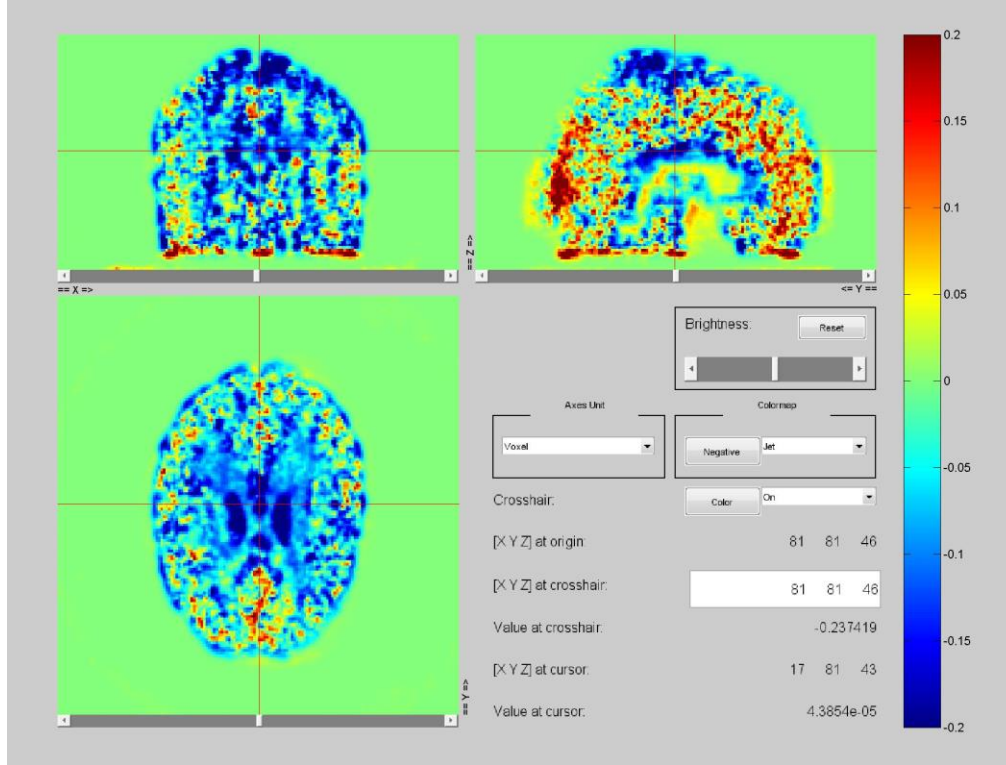 0.2
0.15
0.1
0.05
0
-0.05
-0.1
-0.15
-0.2
<= Z ==
== X =>
<= Y ==
Brightness: Reset
Axes Unit
Voxel
Colormap
Negative Jet
Crosshair: Color On
[X Y Z] at origin: 81 81 46
[X Y Z] at crosshair: 81 81 46
Value at crosshair: -0.237419
[X Y Z] at cursor: 17 81 43
Value at cursor: 4.3854e-05
== Y =>